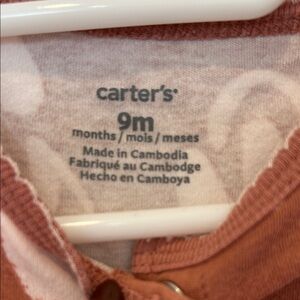 carter's
9m
months / mois / meses
Made in Cambodia
Fabriqué au Cambodge
Hecho en Camboya